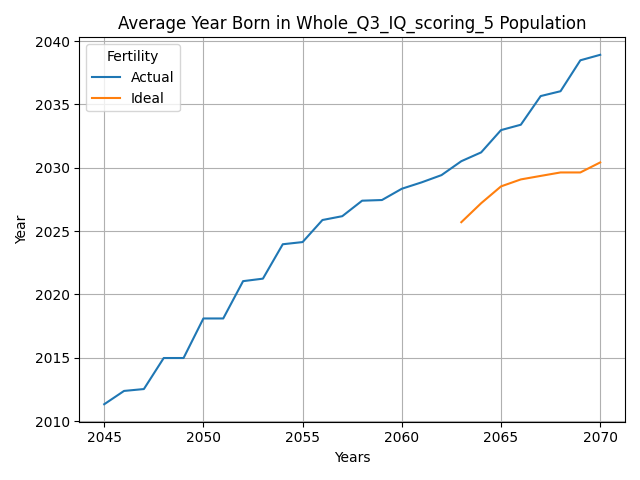 Average Year Born in Whole_Q3_IQ_scoring_5 Population
Fertility
Actual
Ideal
2040
2035
2030
2025
2020
2015
2010
Year
2045 2050 2055 2060 2065 2070
Years